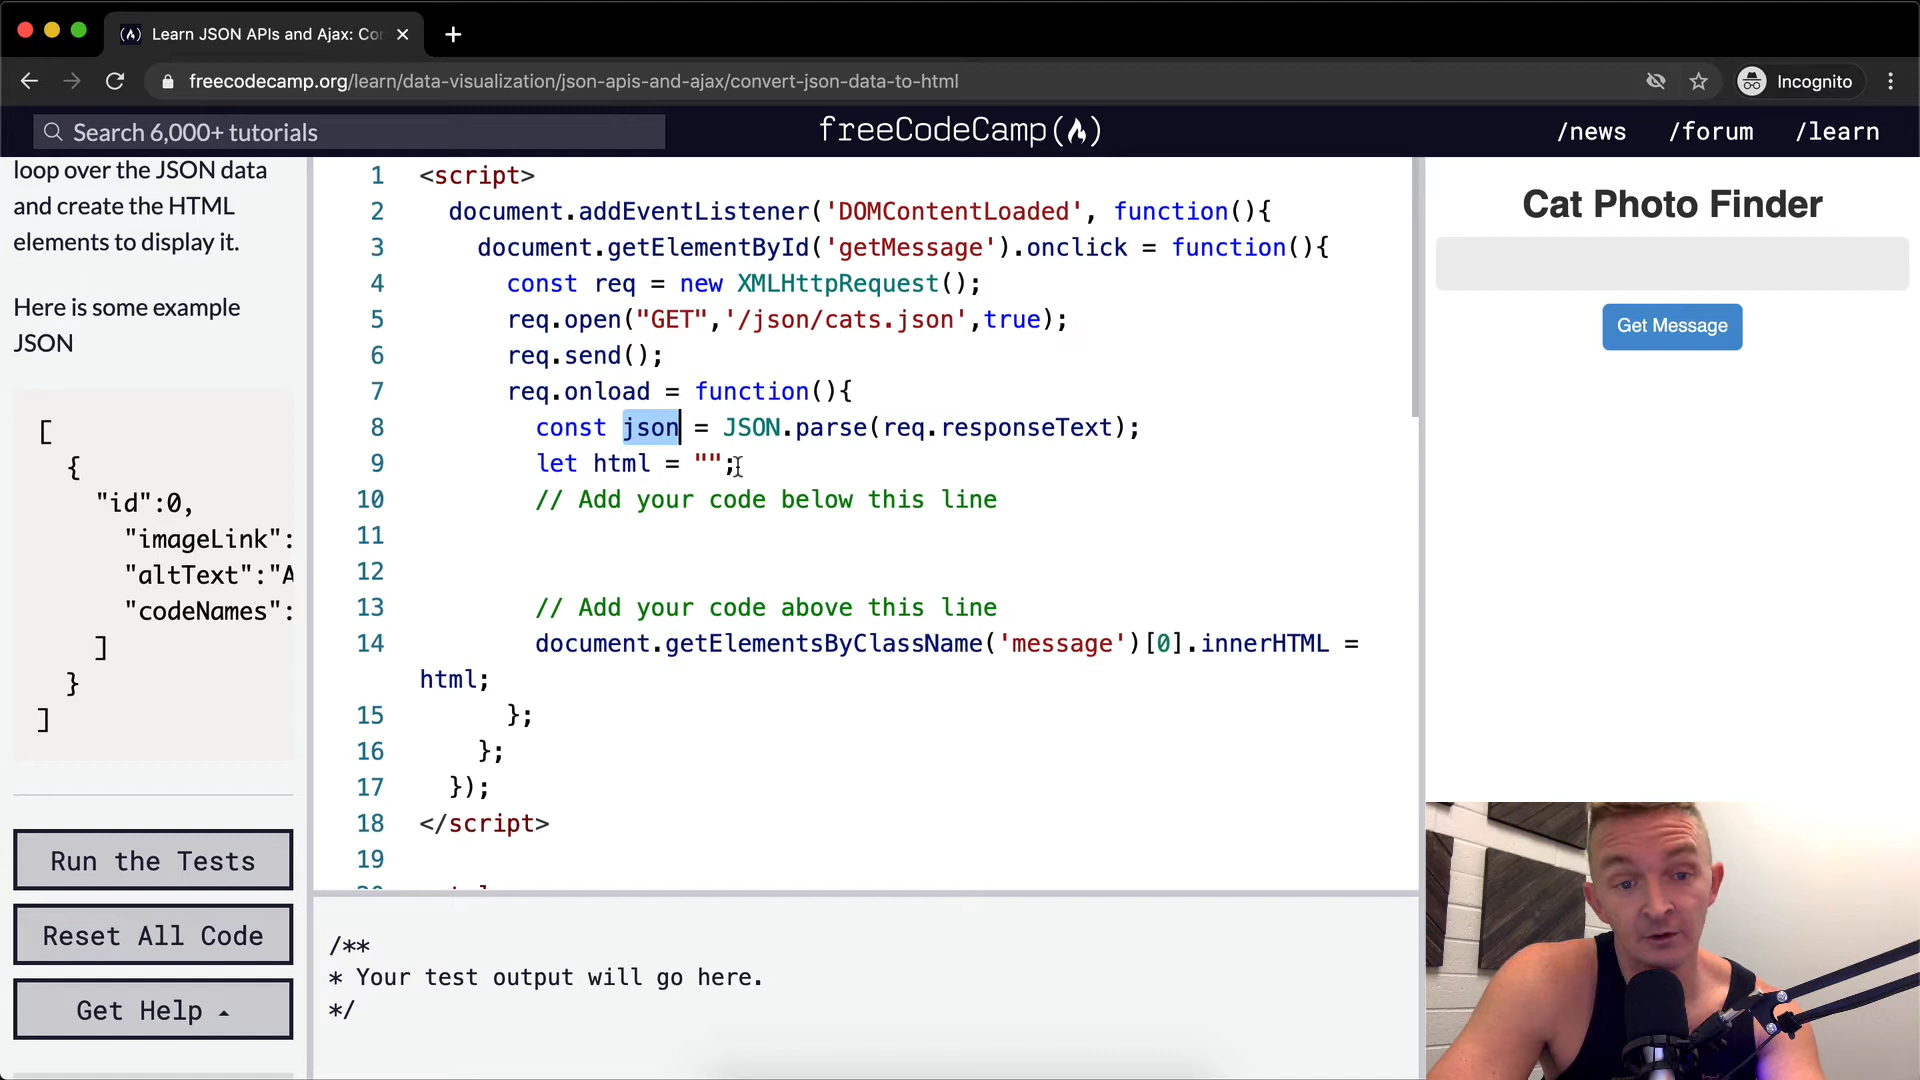 Learn JSON APIs and Ajax: Co
freecodecamp.org/learn/data-visualization/json-apis-and-ajax/convert-json-data-to-html
Incognito
Search 6,000+ tutorials
freeCodeCamp
/news
/forum
/learn
loop over the JSON data
and create the HTML
elements to display it.
Here is some example
JSON
[
{
"id":0,
"imageLink":
"altText":"A
"codeNames":
]
}
]
Run the Tests
Reset All Code
Get Help
1 <script>
2 document.addEventListener('DOMContentLoaded', function(){
3 document.getElementById('getMessage').onclick = function(){
4 const req = new XMLHttpRequest();
5 req.open("GET",'/json/cats.json',true);
6 req.send();
7 req.onload = function(){
8 const json = JSON.parse(req.responseText);
9 let html = "";
10 // Add your code below this line
11
12
13 // Add your code above this line
14 document.getElementsByClassName('message')[0].innerHTML =
html;
15 };
16 };
17 });
18 </script>
19
/**
* Your test output will go here.
*/
Cat Photo Finder
Get Message